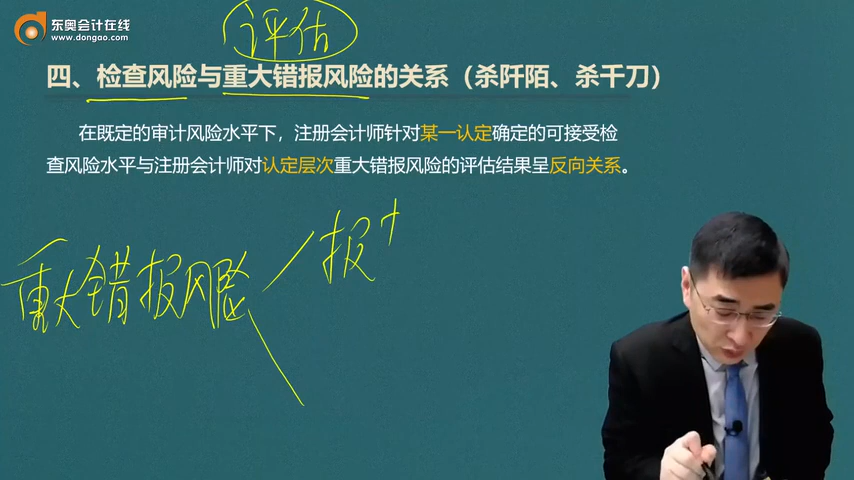 东奥会计在线
www.dongao.com
评估
四、检查风险与重大错报风险的关系（杀阡陌、杀千刀）
在既定的审计风险水平下，注册会计师针对某一认定确定的可接受检
查风险水平与注册会计师对认定层次重大错报风险的评估结果呈反向关系。
报
重大错报风险